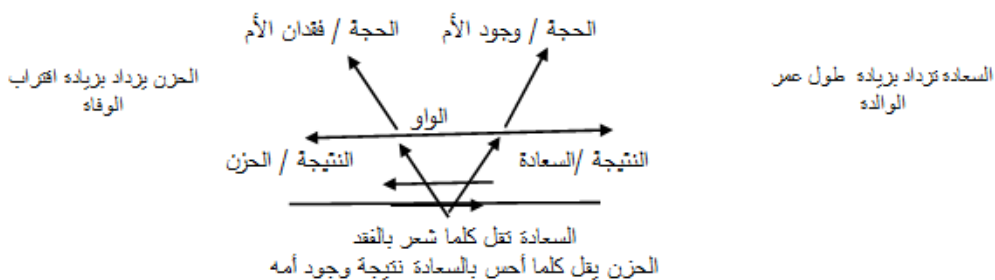 الحجة / وجود الأم
الحجة / فقدان الأم
السعادة تزداد بزيادة طول عمر
الوالدة
الحزن يزداد بزيادة اقتراب
الوفاة
الواو
النتيجة /السعادة
النتيجة / الحزن
السعادة تقل كلما شعر بالفقد
الحزن يقل كلما أحس بالسعادة نتيجة وجود أمه